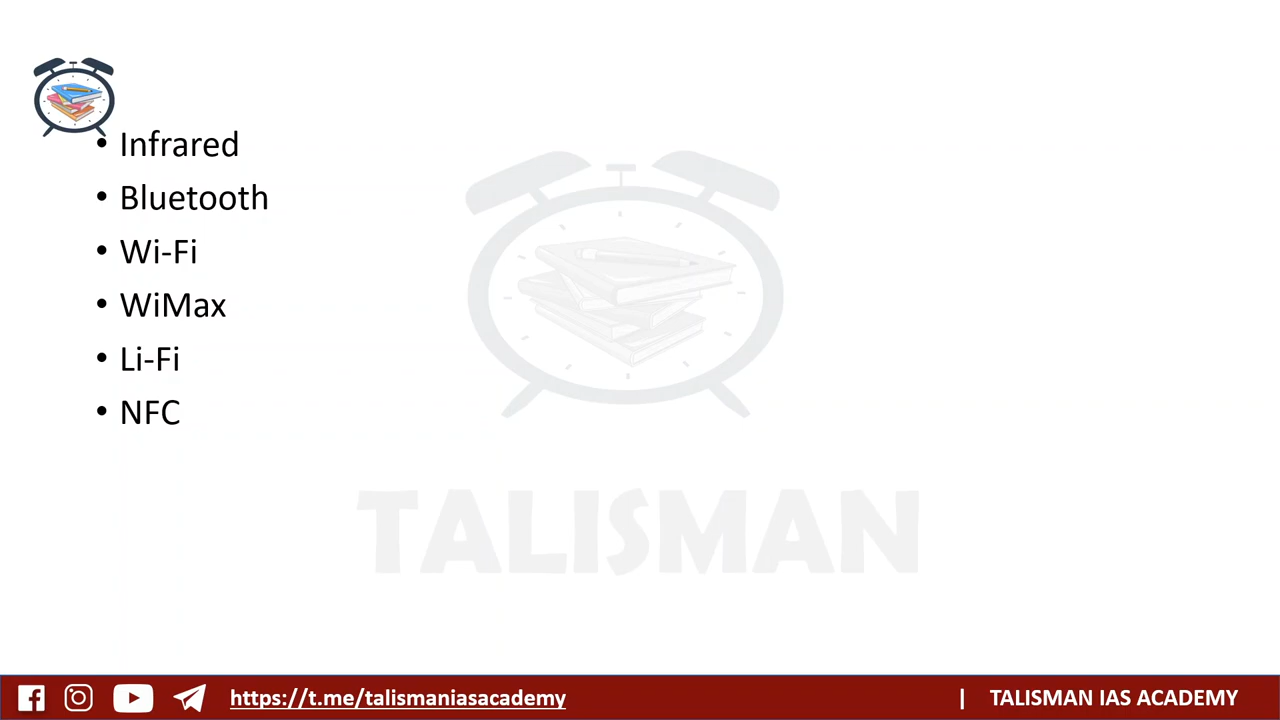 • Infrared
• Bluetooth
• Wi-Fi
• WiMax
• Li-Fi
• NFC
TALISMAN
https://t.me/talismaniasacademy | TALISMAN IAS ACADEMY